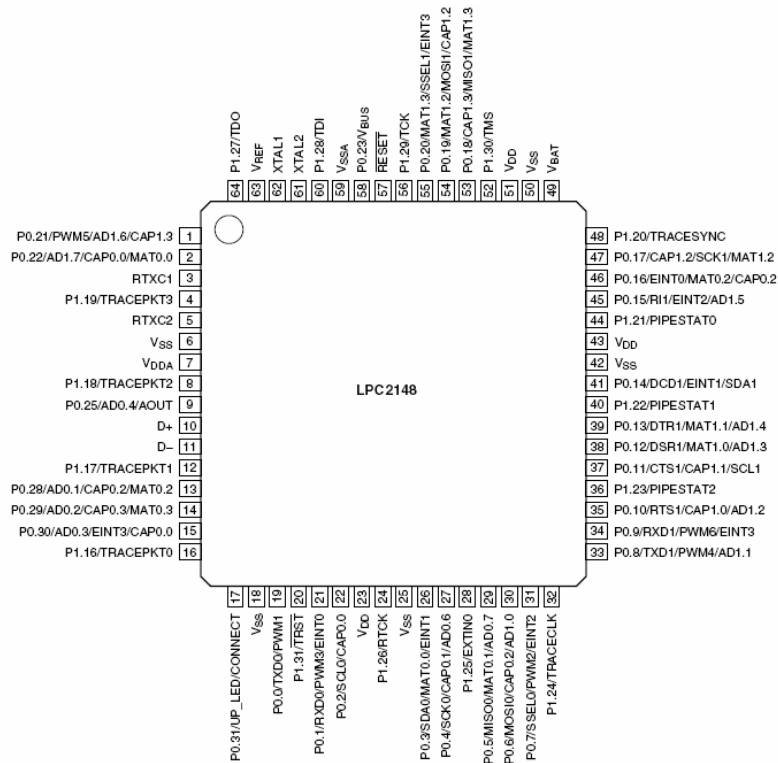 P1.27/TDO
VREF
XTAL1
XTAL2
P1.28/TDI
VSSA
P0.23/VBUS
RESET
P1.29/TCK
P0.20/MAT1.3/SSEL1/EINT3
P0.19/MAT1.2/MOSI1/CAP1.2
P0.18/CAP1.3/MISO1/MAT1.3
P1.30/TMS
VDD
VSS
VBAT
64 63 62 61 60 59 58 57 56 55 54 53 52 51 50 49
P0.21/PWM5/AD1.6/CAP1.3 1
P0.22/AD1.7/CAP0.0/MAT0.0 2
RTXC1 3
P1.19/TRACEPKT3 4
RTXC2 5
VSS 6
VDDA 7
P1.18/TRACEPKT2 8
P0.25/AD0.4/AOUT 9
D+ 10
D− 11
P1.17/TRACEPKT1 12
P0.28/AD0.1/CAP0.2/MAT0.2 13
P0.29/AD0.2/CAP0.3/MAT0.3 14
P0.30/AD0.3/EINT3/CAP0.0 15
P1.16/TRACEPKT0 16
LPC2148
48 P1.20/TRACESYNC
47 P0.17/CAP1.2/SCK1/MAT1.2
46 P0.16/EINT0/MAT0.2/CAP0.2
45 P0.15/RI1/EINT2/AD1.5
44 P1.21/PIPESTAT0
43 VDD
42 VSS
41 P0.14/DCD1/EINT1/SDA1
40 P1.22/PIPESTAT1
39 P0.13/DTR1/MAT1.1/AD1.4
38 P0.12/DSR1/MAT1.0/AD1.3
37 P0.11/CTS1/CAP1.1/SCL1
36 P1.23/PIPESTAT2
35 P0.10/RTS1/CAP1.0/AD1.2
34 P0.9/RXD1/PWM6/EINT3
33 P0.8/TXD1/PWM4/AD1.1
17 18 19 20 21 22 23 24 25 26 27 28 29 30 31 32
P0.31/UP_LED/CONNECT
VSS
P0.0/TXD0/PWM1
P1.31/TRST
P0.1/RXD0/PWM3/EINT0
P0.2/SCL0/CAP0.0
VDD
P1.26/RTCK
VSS
P0.3/SDA0/MAT0.0/EINT1
P0.4/SCK0/CAP0.1/AD0.6
P1.25/EXTIN0
P0.5/MISO0/MAT0.1/AD0.7
P0.6/MOSI0/CAP0.2/AD1.0
P0.7/SSEL0/PWM2/EINT2
P1.24/TRACECLK